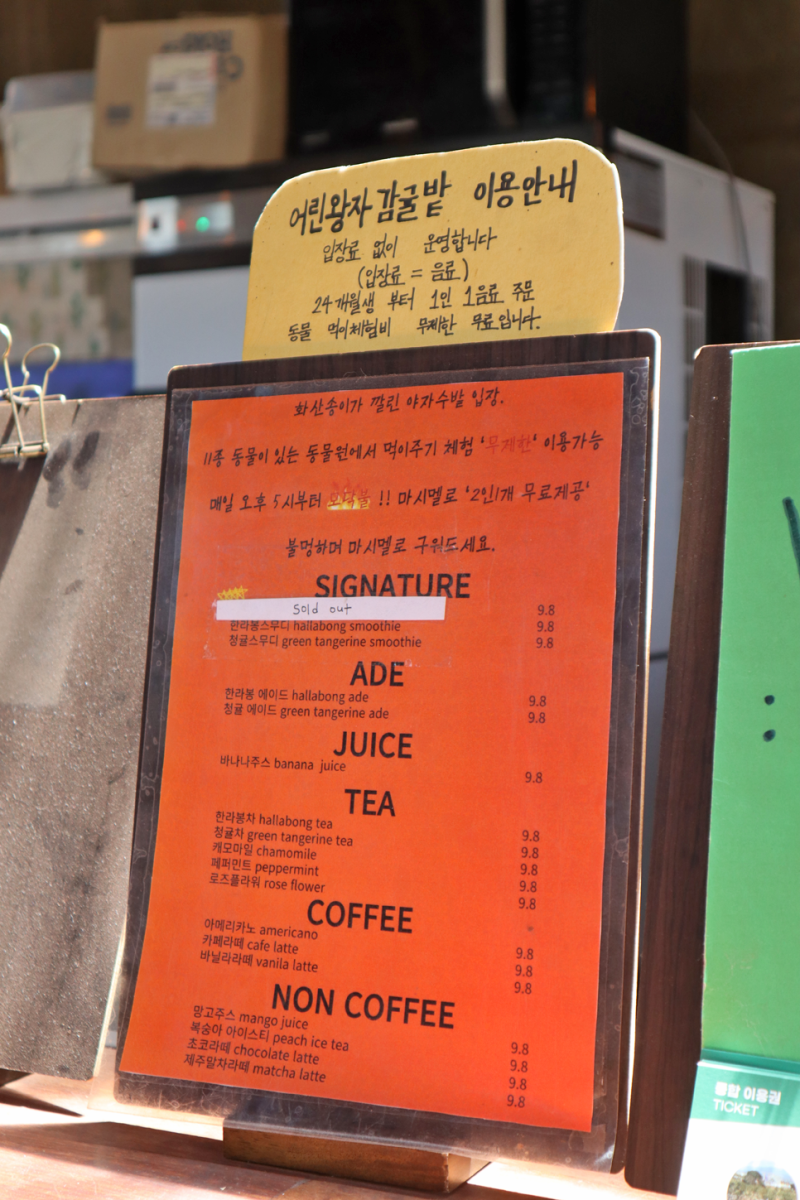 어린왕자 감귤밭 이용안내
입장료 없이 운영합니다
(입장료 = 음료)
24개월생 부터 1인 1음료 주문
동물 먹이체험비 무제한 무료입니다.
화산송이가 깔린 야자수밭 입장.
11종 동물이 있는 동물원에서 먹이주기 체험 '무제한' 이용가능
매일 오후 5시부터 모닥불 !! 마시멜로 '2인1개 무료제공'
불멍하며 마시멜로 구워드세요.
SIGNATURE
Sold out 9.8
한라봉스무디 hallabong smoothie 9.8
청귤스무디 green tangerine smoothie 9.8
ADE
한라봉 에이드 hallabong ade 9.8
청귤 에이드 green tangerine ade 9.8
JUICE
바나나주스 banana juice 9.8
TEA
한라봉차 hallabong tea 9.8
청귤차 green tangerine tea 9.8
캐모마일 chamomile 9.8
페퍼민트 peppermint 9.8
로즈플라워 rose flower 9.8
COFFEE
아메리카노 americano 9.8
카페라떼 cafe latte 9.8
바닐라라떼 vanila latte 9.8
NON COFFEE
망고주스 mango juice 9.8
복숭아 아이스티 peach ice tea 9.8
초코라떼 chocolate latte 9.8
제주말차라떼 matcha latte 9.8
통합 이용권
TICKET